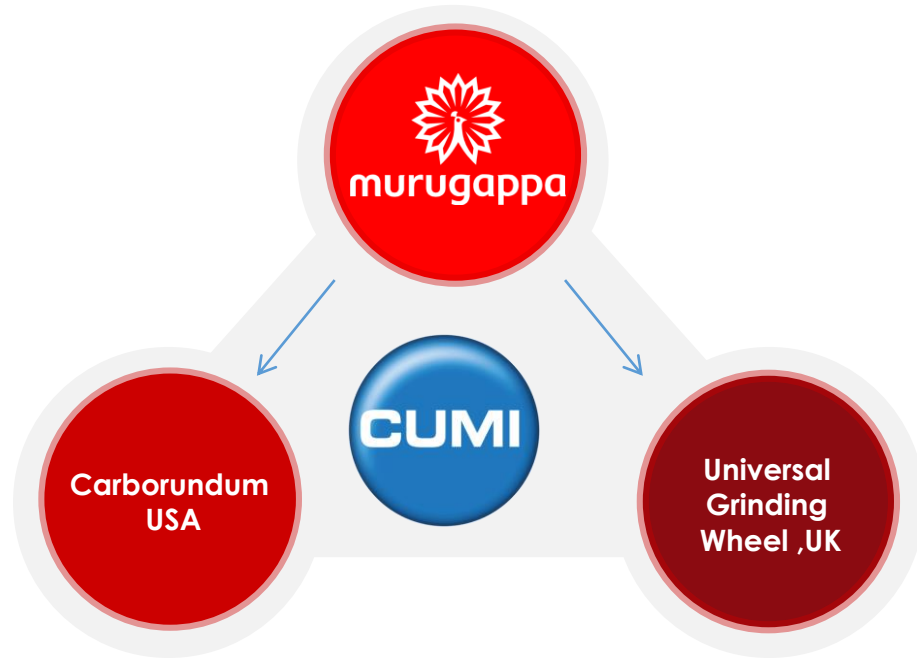 murugappa
CUMI
Carborundum
USA
Universal
Grinding
Wheel ,UK